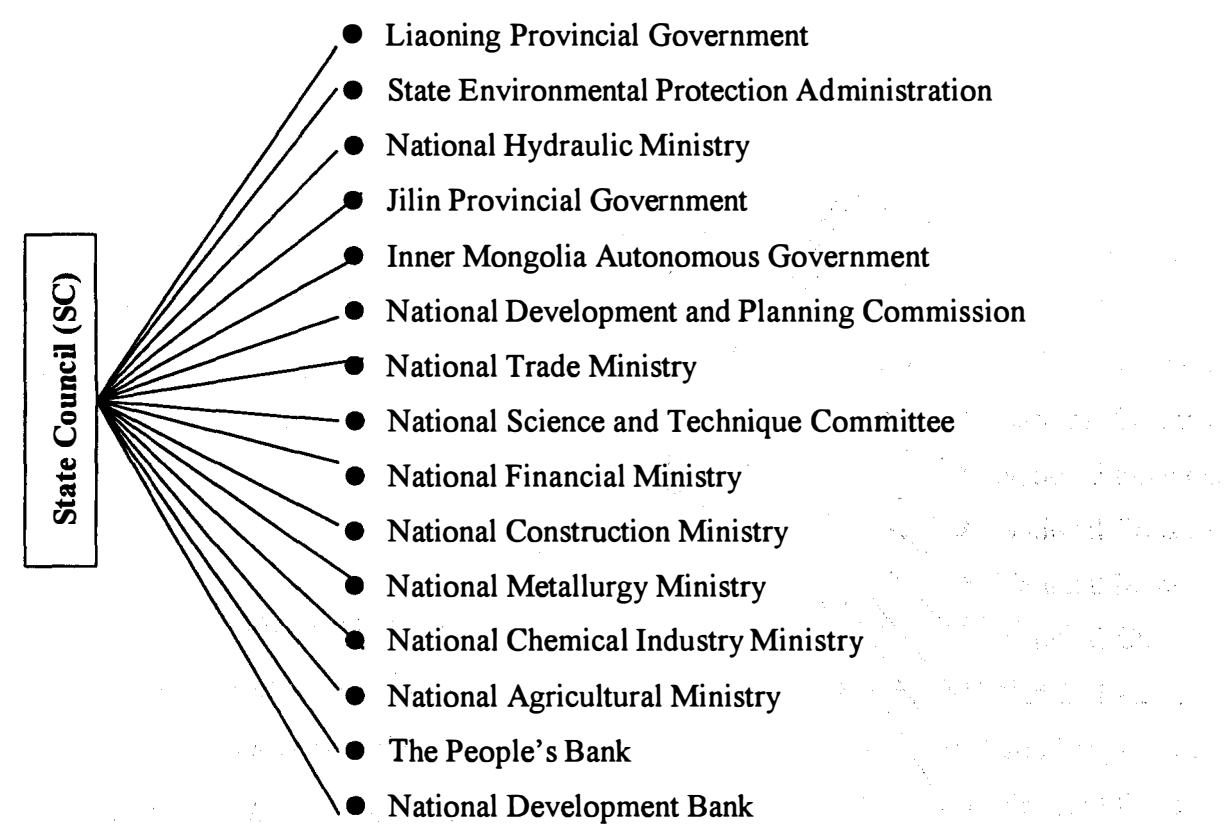 State Council (SC)
Liaoning Provincial Government
State Environmental Protection Administration
National Hydraulic Ministry
Jilin Provincial Government
Inner Mongolia Autonomous Government
National Development and Planning Commission
National Trade Ministry
National Science and Technique Committee
National Financial Ministry
National Construction Ministry
National Metallurgy Ministry
National Chemical Industry Ministry
National Agricultural Ministry
The People's Bank
National Development Bank